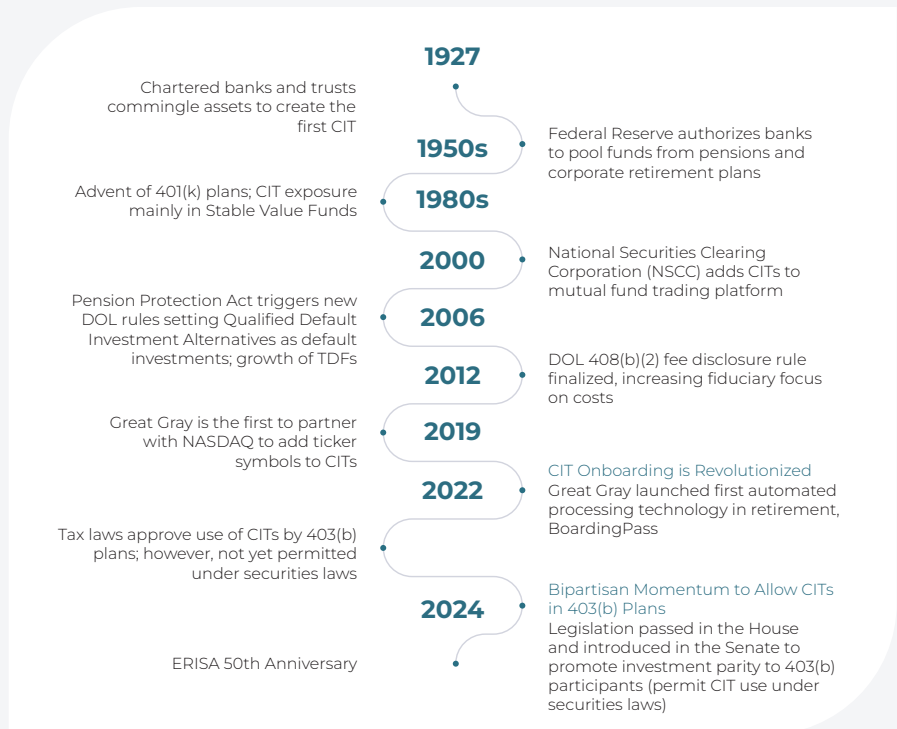 1927
Chartered banks and trusts
commingle assets to create the
first CIT
1950s
Federal Reserve authorizes banks
to pool funds from pensions and
corporate retirement plans
1980s
Advent of 401(k) plans; CIT exposure
mainly in Stable Value Funds
2000
National Securities Clearing
Corporation (NSCC) adds CITs to
mutual fund trading platform
2006
Pension Protection Act triggers new
DOL rules setting Qualified Default
Investment Alternatives as default
investments; growth of TDFs
2012
DOL 408(b)(2) fee disclosure rule
finalized, increasing fiduciary focus
on costs
2019
Great Gray is the first to partner
with NASDAQ to add ticker
symbols to CITs
2022
CIT Onboarding is Revolutionized
Great Gray launched first automated
processing technology in retirement,
BoardingPass
Tax laws approve use of CITs by 403(b)
plans; however, not yet permitted
under securities laws
2024
Bipartisan Momentum to Allow CITs
in 403(b) Plans
Legislation passed in the House
and introduced in the Senate to
promote investment parity to 403(b)
participants (permit CIT use under
securities laws)
ERISA 50th Anniversary